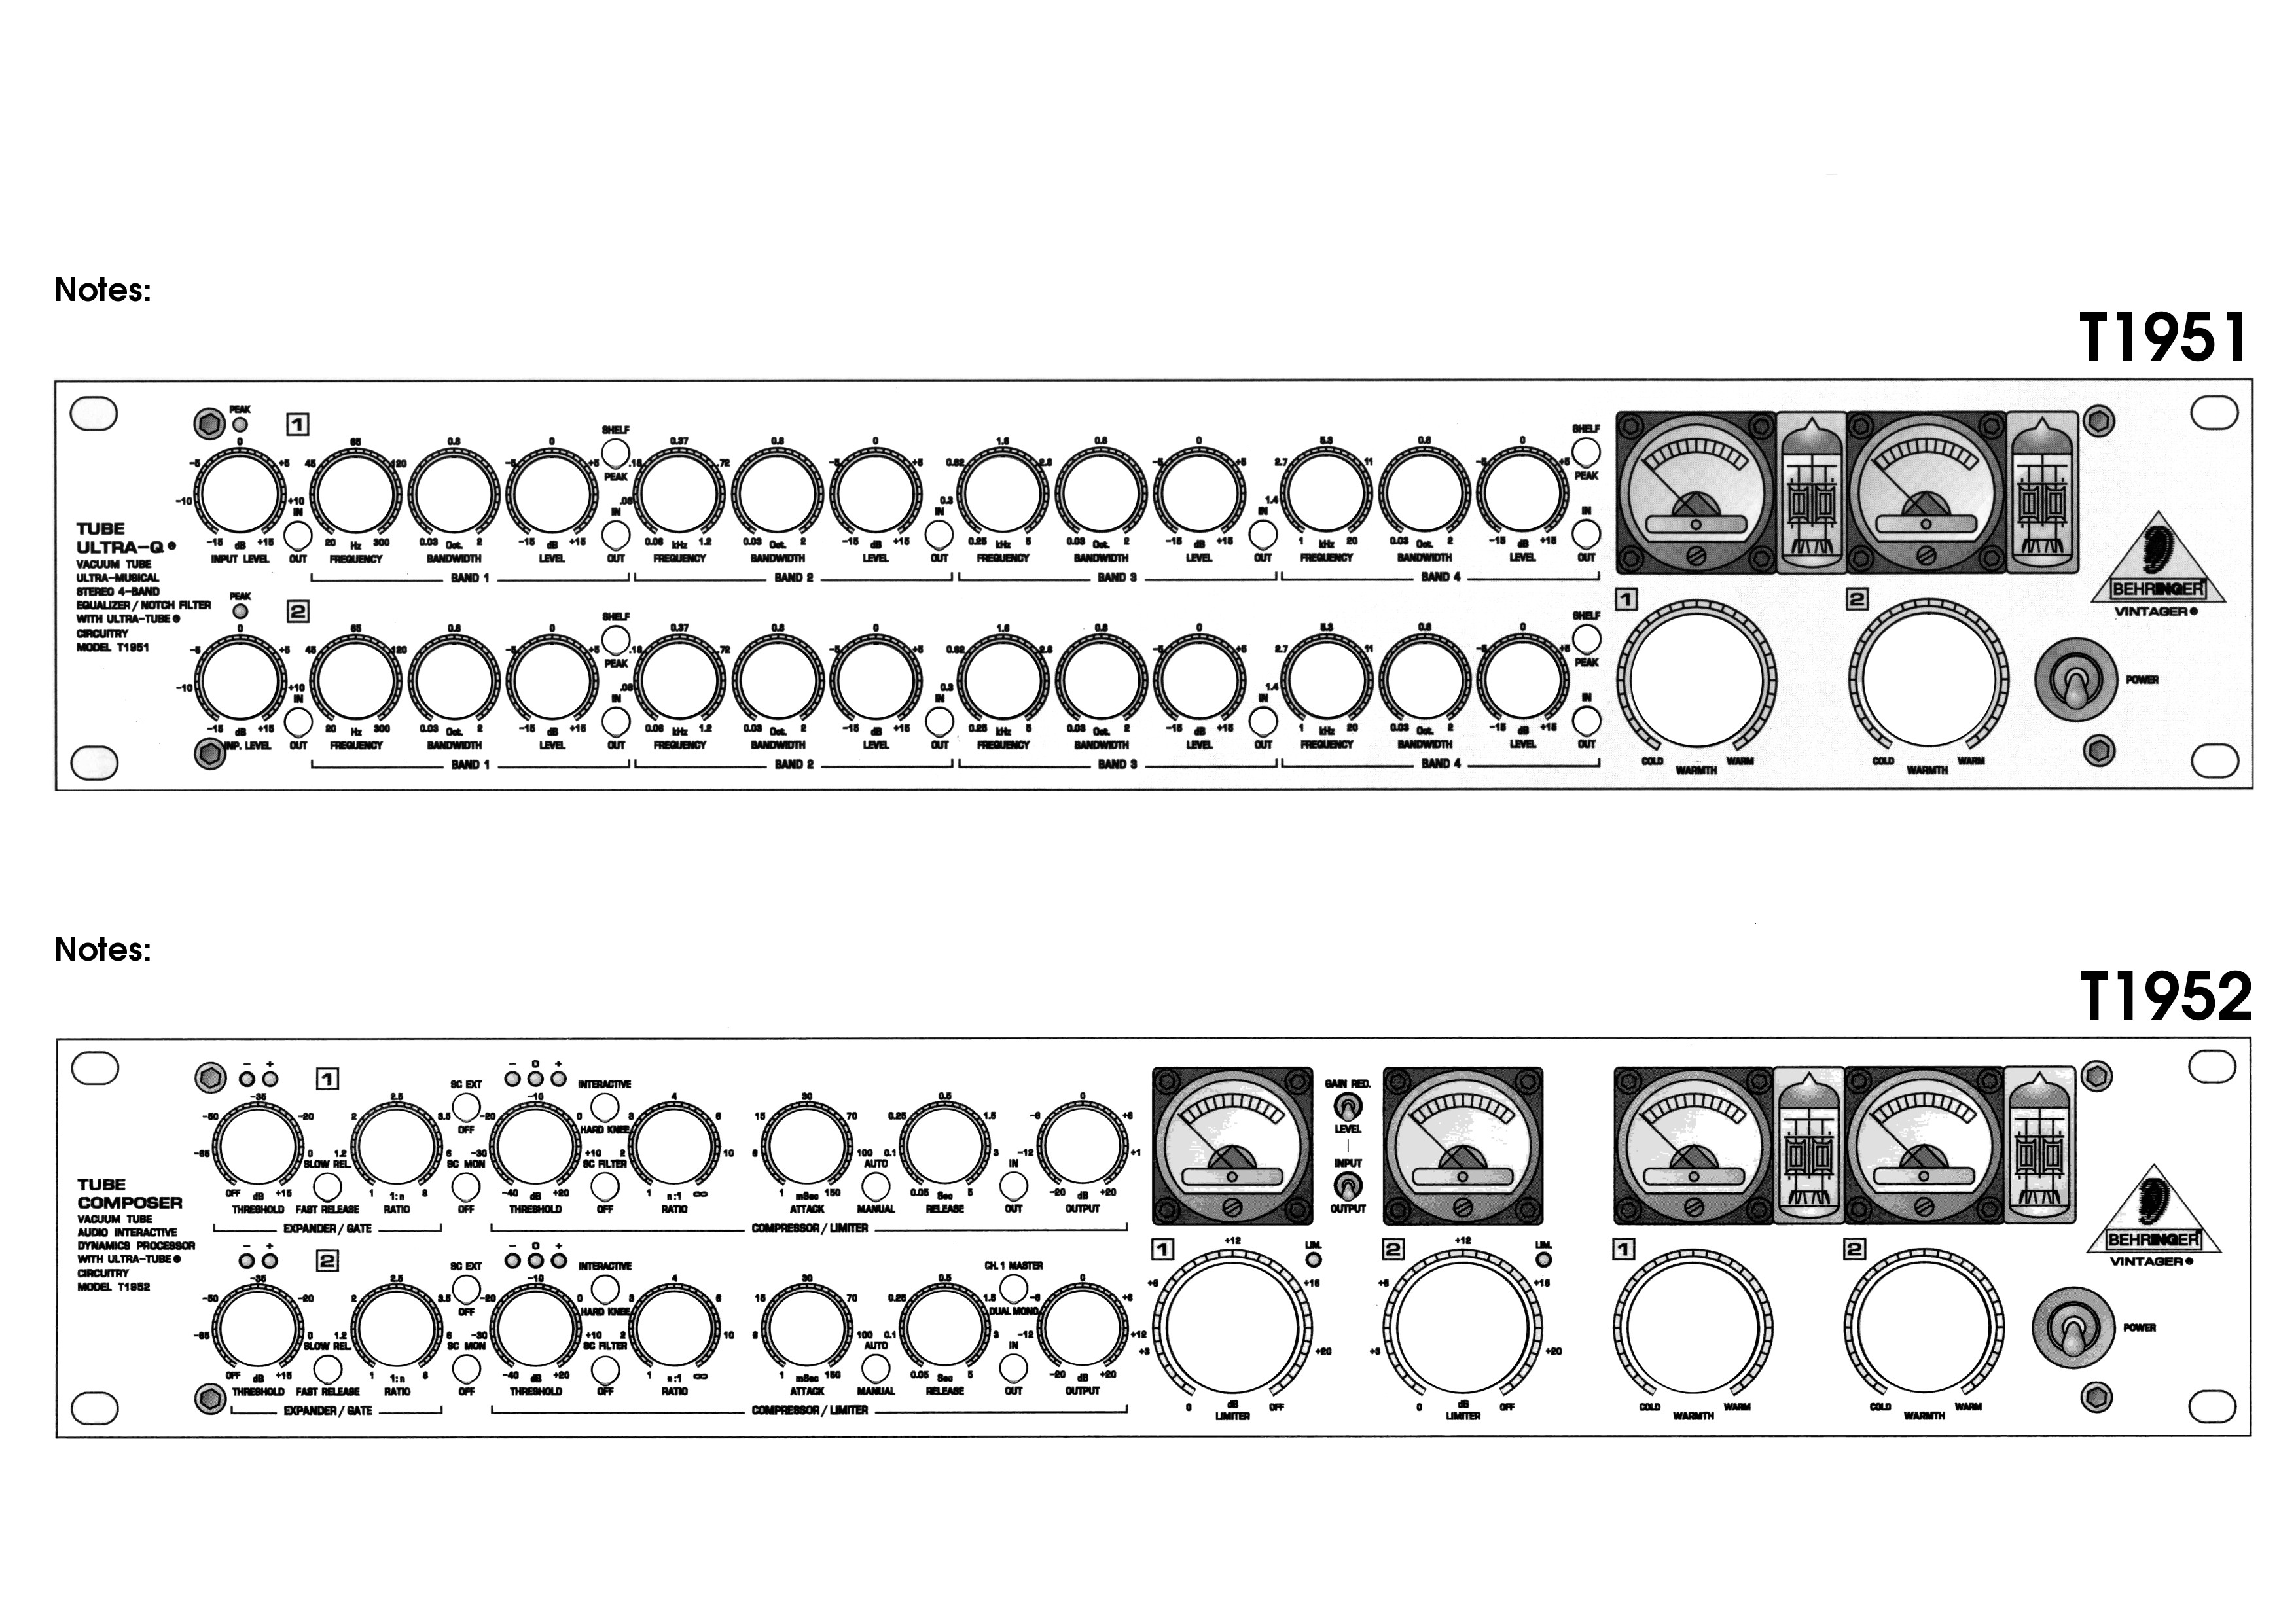 Notes:
T1951
PEAK
1
SHELF
SHELF
0 65 0.6 0 0.37 0.6 0 1.6 0.6 0 5.3 0.6 0
-5 +5 45 120 -5 +5 PEAK .72 -5 +5 0.62 2.8 -5 +5 2.7 11 -5 +5 PEAK
-10 +10 0.3 1.4
IN IN IN IN IN
-15 dB +15 20 Hz 300 0.03 Oct. 2 -15 dB +15 0.06 kHz 1.2 0.03 Oct. 2 -15 dB +15 0.25 kHz 5 0.03 Oct. 2 -15 dB +15 1 kHz 20 0.03 Oct. 2 -15 dB +15
INPUT LEVEL OUT FREQUENCY BANDWIDTH LEVEL OUT FREQUENCY BANDWIDTH LEVEL OUT FREQUENCY BANDWIDTH LEVEL OUT FREQUENCY BANDWIDTH LEVEL OUT
BAND 1 BAND 2 BAND 3 BAND 4
TUBE
ULTRA-Q®
VACUUM TUBE
ULTRA-MUSICAL
STEREO 4-BAND
EQUALIZER / NOTCH FILTER
WITH ULTRA-TUBE®
CIRCUITRY
MODEL T1951
BEHRINGER
VINTAGER®
PEAK
2
SHELF
SHELF
0 65 0.6 0 0.37 0.6 0 1.6 0.6 0 5.3 0.6 0
-5 +5 45 120 -5 +5 PEAK .72 -5 +5 0.62 2.8 -5 +5 2.7 11 -5 +5 PEAK
-10 +10 0.3 1.4
IN IN IN IN IN
-15 dB +15 20 Hz 300 0.03 Oct. 2 -15 dB +15 0.06 kHz 1.2 0.03 Oct. 2 -15 dB +15 0.25 kHz 5 0.03 Oct. 2 -15 dB +15 1 kHz 20 0.03 Oct. 2 -15 dB +15
INP. LEVEL OUT FREQUENCY BANDWIDTH LEVEL OUT FREQUENCY BANDWIDTH LEVEL OUT FREQUENCY BANDWIDTH LEVEL OUT FREQUENCY BANDWIDTH LEVEL OUT
BAND 1 BAND 2 BAND 3 BAND 4
1 2
COLD WARM COLD WARM
WARMTH WARMTH
POWER
Notes:
T1952
- + 1 - 0 +
SC EXT INTERACTIVE
-35 2.5 -10 4 30 0.5 0
-50 -20 2 3.5 -20 0 3 6 15 70 0.25 1.5 -6 +6
OFF HARD KNEE
-65 0 1.2 6 -30 +10 2 10 6 100 0.1 3 -12 +1
SLOW REL. SC MON SC FILTER AUTO IN
OFF dB +15 1 1:n 8 -40 dB +20 1 n:1 ∞ 1 mSec 150 0.05 Sec 5 -20 dB +20
THRESHOLD FAST RELEASE RATIO OFF THRESHOLD OFF RATIO ATTACK MANUAL RELEASE OUT OUTPUT
EXPANDER / GATE COMPRESSOR / LIMITER
TUBE
COMPOSER
VACUUM TUBE
AUDIO INTERACTIVE
DYNAMICS PROCESSOR
WITH ULTRA-TUBE®
CIRCUITRY
MODEL T1952
GAIN RED.
LEVEL
INPUT
OUTPUT
BEHRINGER
VINTAGER®
- + 2 - 0 +
SC EXT INTERACTIVE CH. 1 MASTER
-35 2.5 -10 4 30 0.5 0
-50 -20 2 3.5 -20 0 3 6 15 70 0.25 1.5 -6 +6
OFF HARD KNEE DUAL MONO
-65 0 1.2 6 -30 +10 2 10 6 100 0.1 3 -12 +12
SLOW REL. SC MON SC FILTER AUTO IN
OFF dB +15 1 1:n 8 -40 dB +20 1 n:1 ∞ 1 mSec 150 0.05 Sec 5 -20 dB +20
THRESHOLD FAST RELEASE RATIO OFF THRESHOLD OFF RATIO ATTACK MANUAL RELEASE OUT OUTPUT
EXPANDER / GATE COMPRESSOR / LIMITER
1 +12 LIM. 2 +12 LIM. 1 2
+6 +16 +6 +16
+3 +20 +3 +20
0 dB OFF 0 dB OFF COLD WARM COLD WARM
LIMITER LIMITER WARMTH WARMTH
POWER